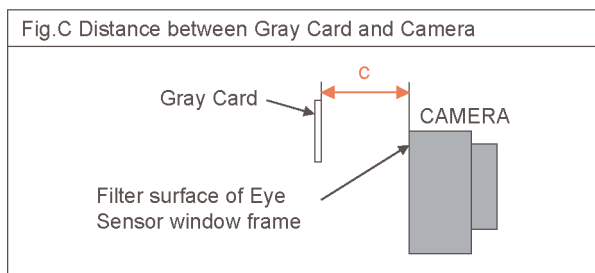 Fig.C Distance between Gray Card and Camera
C
Gray Card
CAMERA
Filter surface of Eye
Sensor window frame